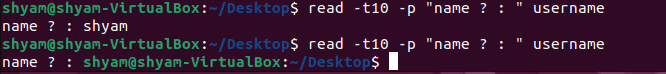 shyam@shyam-VirtualBox:~/Desktop$ read -t10 -p "name ? : " username
name ? : shyam
shyam@shyam-VirtualBox:~/Desktop$ read -t10 -p "name ? : " username
name ? : shyam@shyam-VirtualBox:~/Desktop$